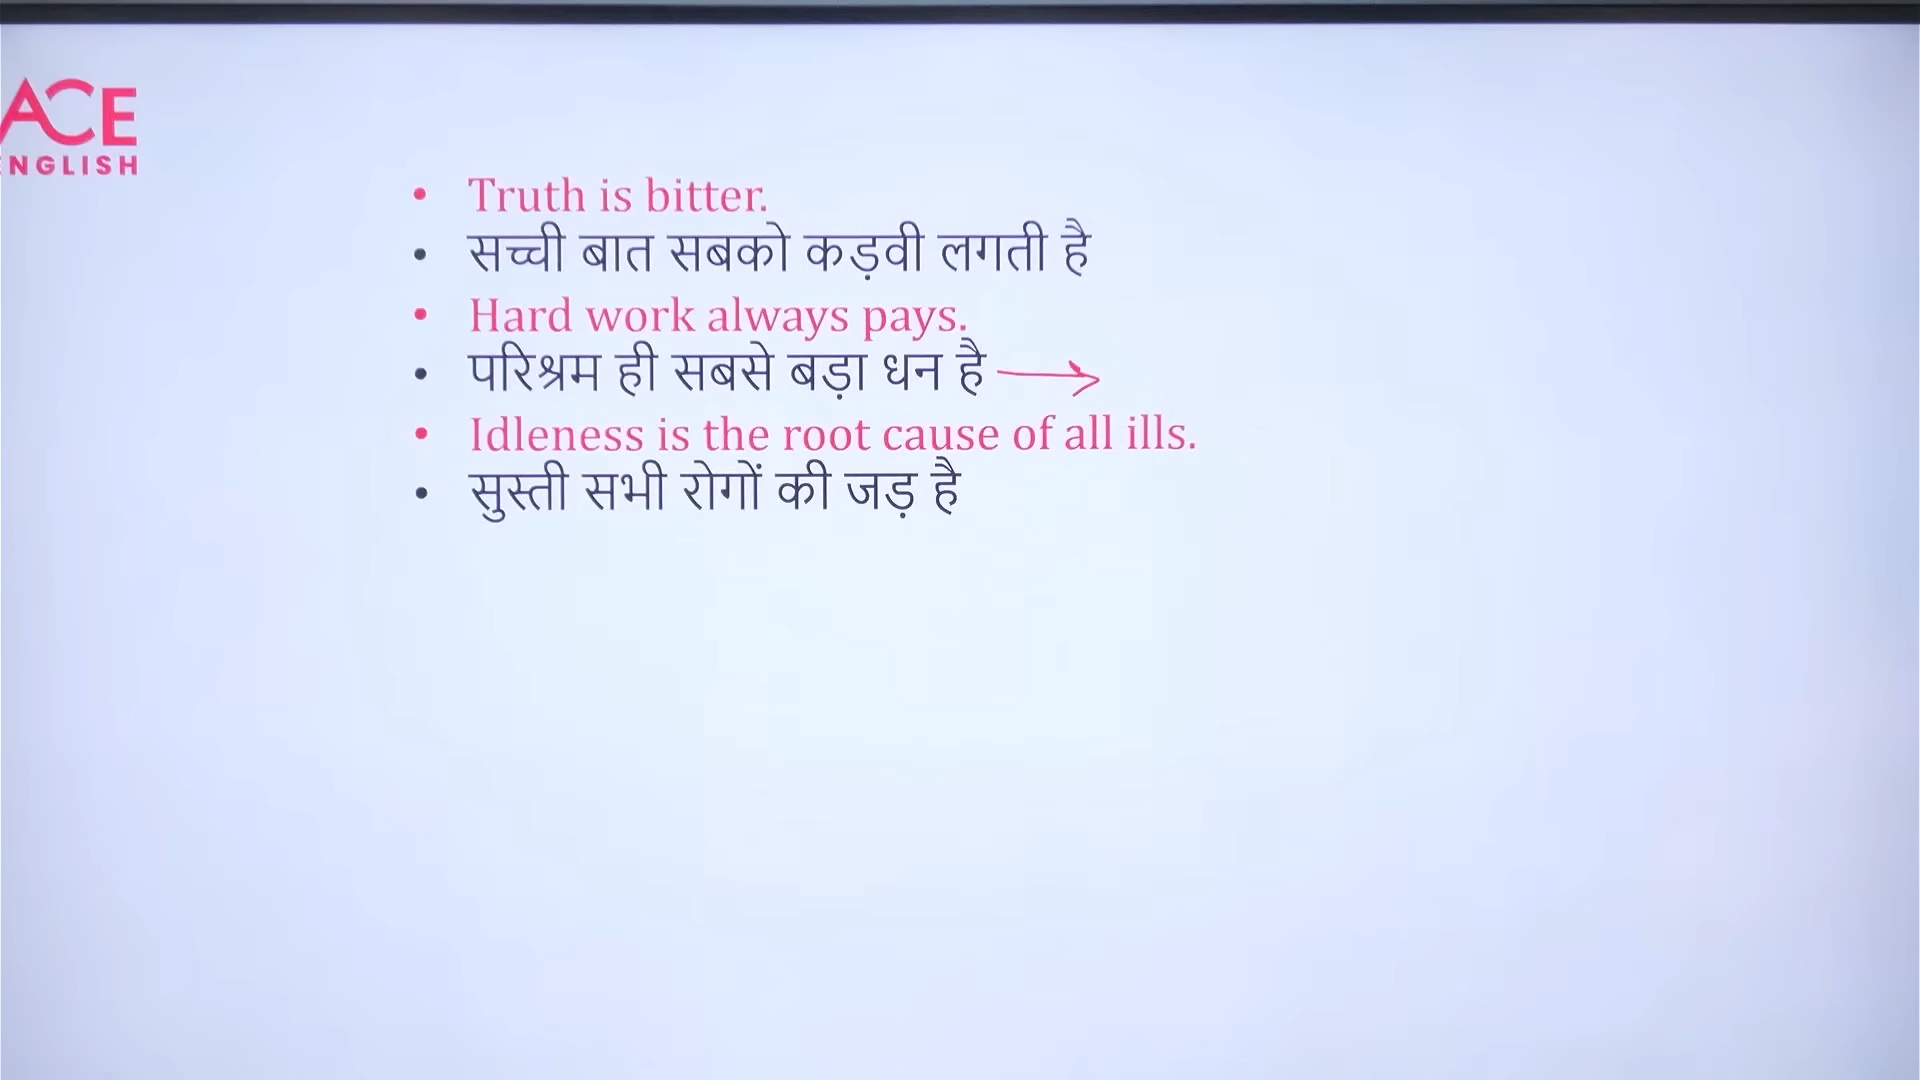 ACE
NGLISH
• Truth is bitter.
• सच्ची बात सबको कड़वी लगती है
• Hard work always pays.
• परिश्रम ही सबसे बड़ा धन है
• Idleness is the root cause of all ills.
• सुस्ती सभी रोगों की जड़ है